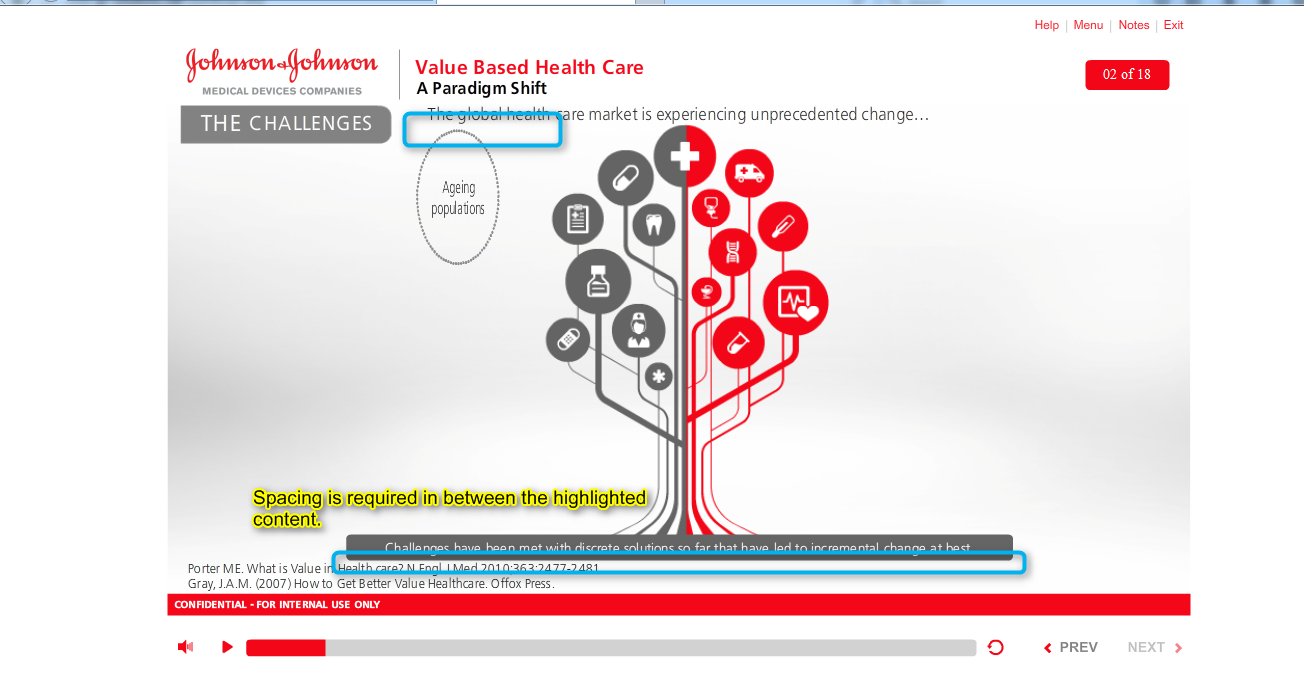 Help | Menu | Notes | Exit
Johnson & Johnson
MEDICAL DEVICES COMPANIES
Value Based Health Care
A Paradigm Shift
02 of 18
THE CHALLENGES
The global health care market is experiencing unprecedented change...
Ageing
populations
Spacing is required in between the highlighted
content.
Challenges have been met with discrete solutions so far that have led to incremental change at best
Porter ME. What is Value in Health care? N Engl J Med 2010;363:2477-2481
Gray, J.A.M. (2007) How to Get Better Value Healthcare. Offox Press.
CONFIDENTIAL - FOR INTERNAL USE ONLY
PREV NEXT